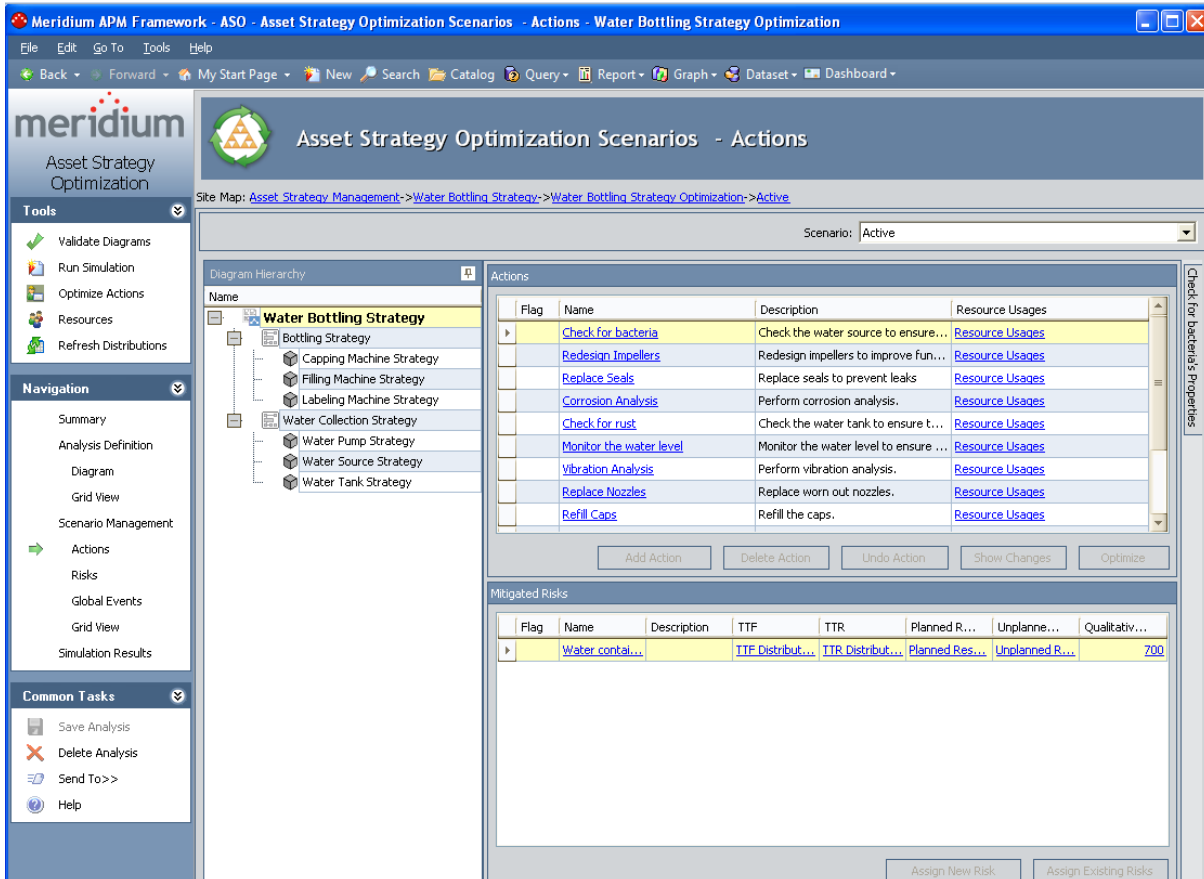 Meridium APM Framework - ASO - Asset Strategy Optimization Scenarios - Actions - Water Bottling Strategy Optimization
File Edit Go To Tools Help
Back Forward My Start Page New Search Catalog Query Report Graph Dataset Dashboard
meridium
Asset Strategy
Optimization
Asset Strategy Optimization Scenarios - Actions
Site Map: Asset Strategy Management->Water Bottling Strategy->Water Bottling Strategy Optimization->Active
Scenario: Active
Tools
Validate Diagrams
Run Simulation
Optimize Actions
Resources
Refresh Distributions
Navigation
Summary
Analysis Definition
Diagram
Grid View
Scenario Management
Actions
Risks
Global Events
Grid View
Simulation Results
Common Tasks
Save Analysis
Delete Analysis
Send To>>
Help
Diagram Hierarchy
Name
Water Bottling Strategy
Bottling Strategy
Capping Machine Strategy
Filling Machine Strategy
Labeling Machine Strategy
Water Collection Strategy
Water Pump Strategy
Water Source Strategy
Water Tank Strategy
Actions
Flag Name Description Resource Usages
Check for bacteria Check the water source to ensure... Resource Usages
Redesign Impellers Redesign impellers to improve fun... Resource Usages
Replace Seals Replace seals to prevent leaks Resource Usages
Corrosion Analysis Perform corrosion analysis. Resource Usages
Check for rust Check the water tank to ensure t... Resource Usages
Monitor the water level Monitor the water level to ensure ... Resource Usages
Vibration Analysis Perform vibration analysis. Resource Usages
Replace Nozzles Replace worn out nozzles. Resource Usages
Refill Caps Refill the caps. Resource Usages
Add Action Delete Action Undo Action Show Changes Optimize
Mitigated Risks
Flag Name Description TTF TTR Planned R... Unplanne... Qualitativ...
Water contai... TTF Distribut... TTR Distribut... Planned Res... Unplanned R... 700
Assign New Risk Assign Existing Risks
Check for bacteria's Properties